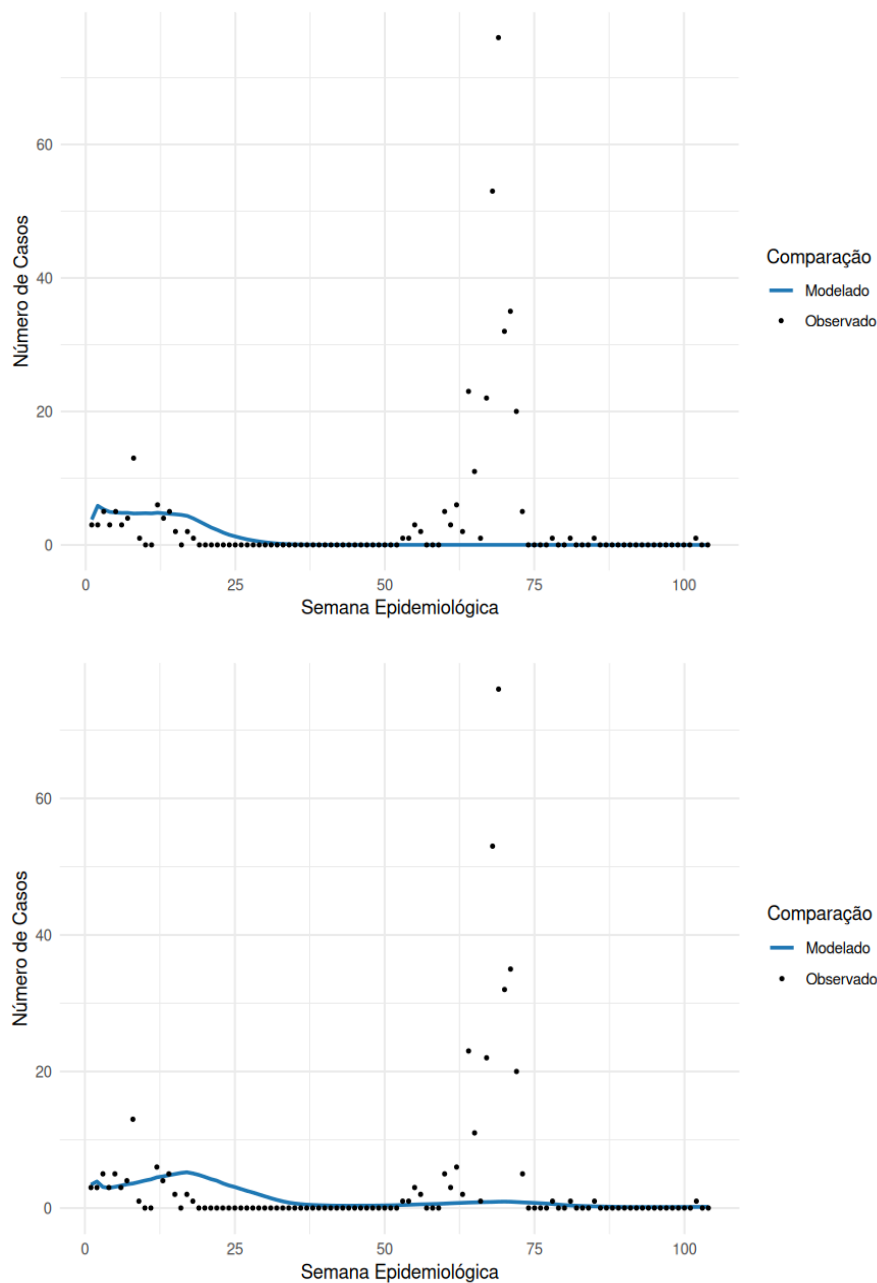 60
40
20
0
Número de Casos
0 25 50 75 100
Semana Epidemiológica
Comparação
Modelado
Observado
60
40
20
0
Número de Casos
0 25 50 75 100
Semana Epidemiológica
Comparação
Modelado
Observado